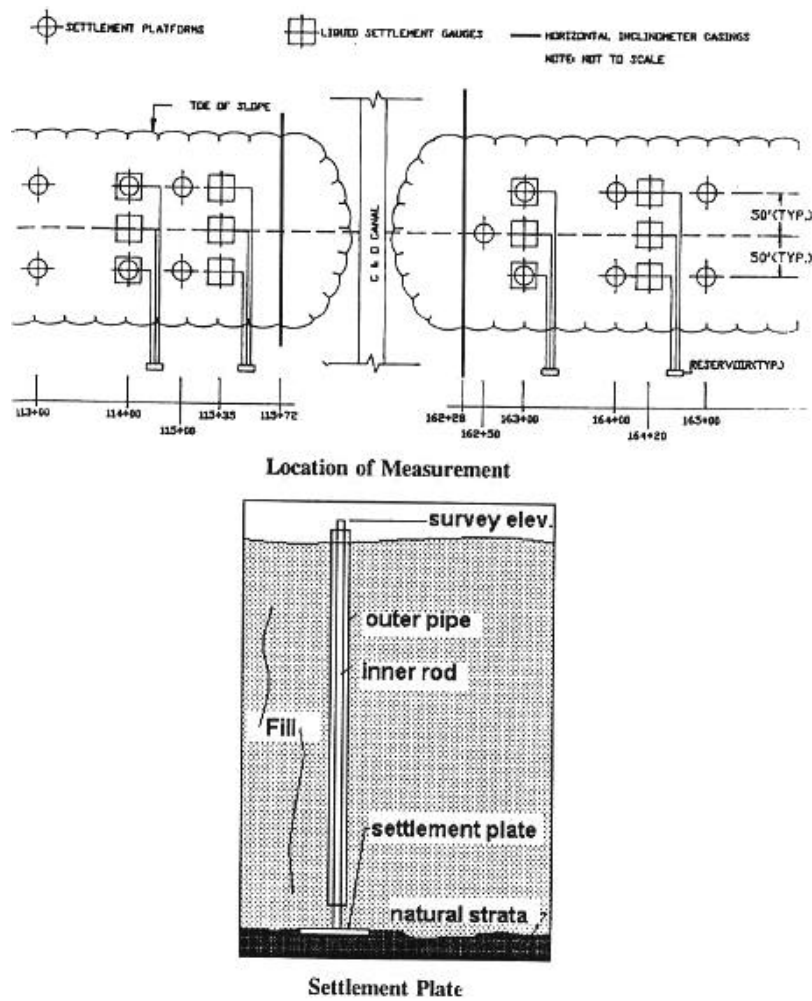 SETTLEMENT PLATFORMS
LIQUID SETTLEMENT GAUGES
HORIZONTAL INCLINOMETER CASINGS
NOTE: NOT TO SCALE
TOE OF SLOPE
C & D CANAL
50'(TYP.)
50'(TYP.)
RESERVOIR(TYP.)
113+00
114+00
115+00
115+35
115+72
162+28
162+50
163+00
164+00
164+20
165+00
Location of Measurement
survey elev.
outer pipe
inner rod
Fill
settlement plate
natural strata ?
Settlement Plate